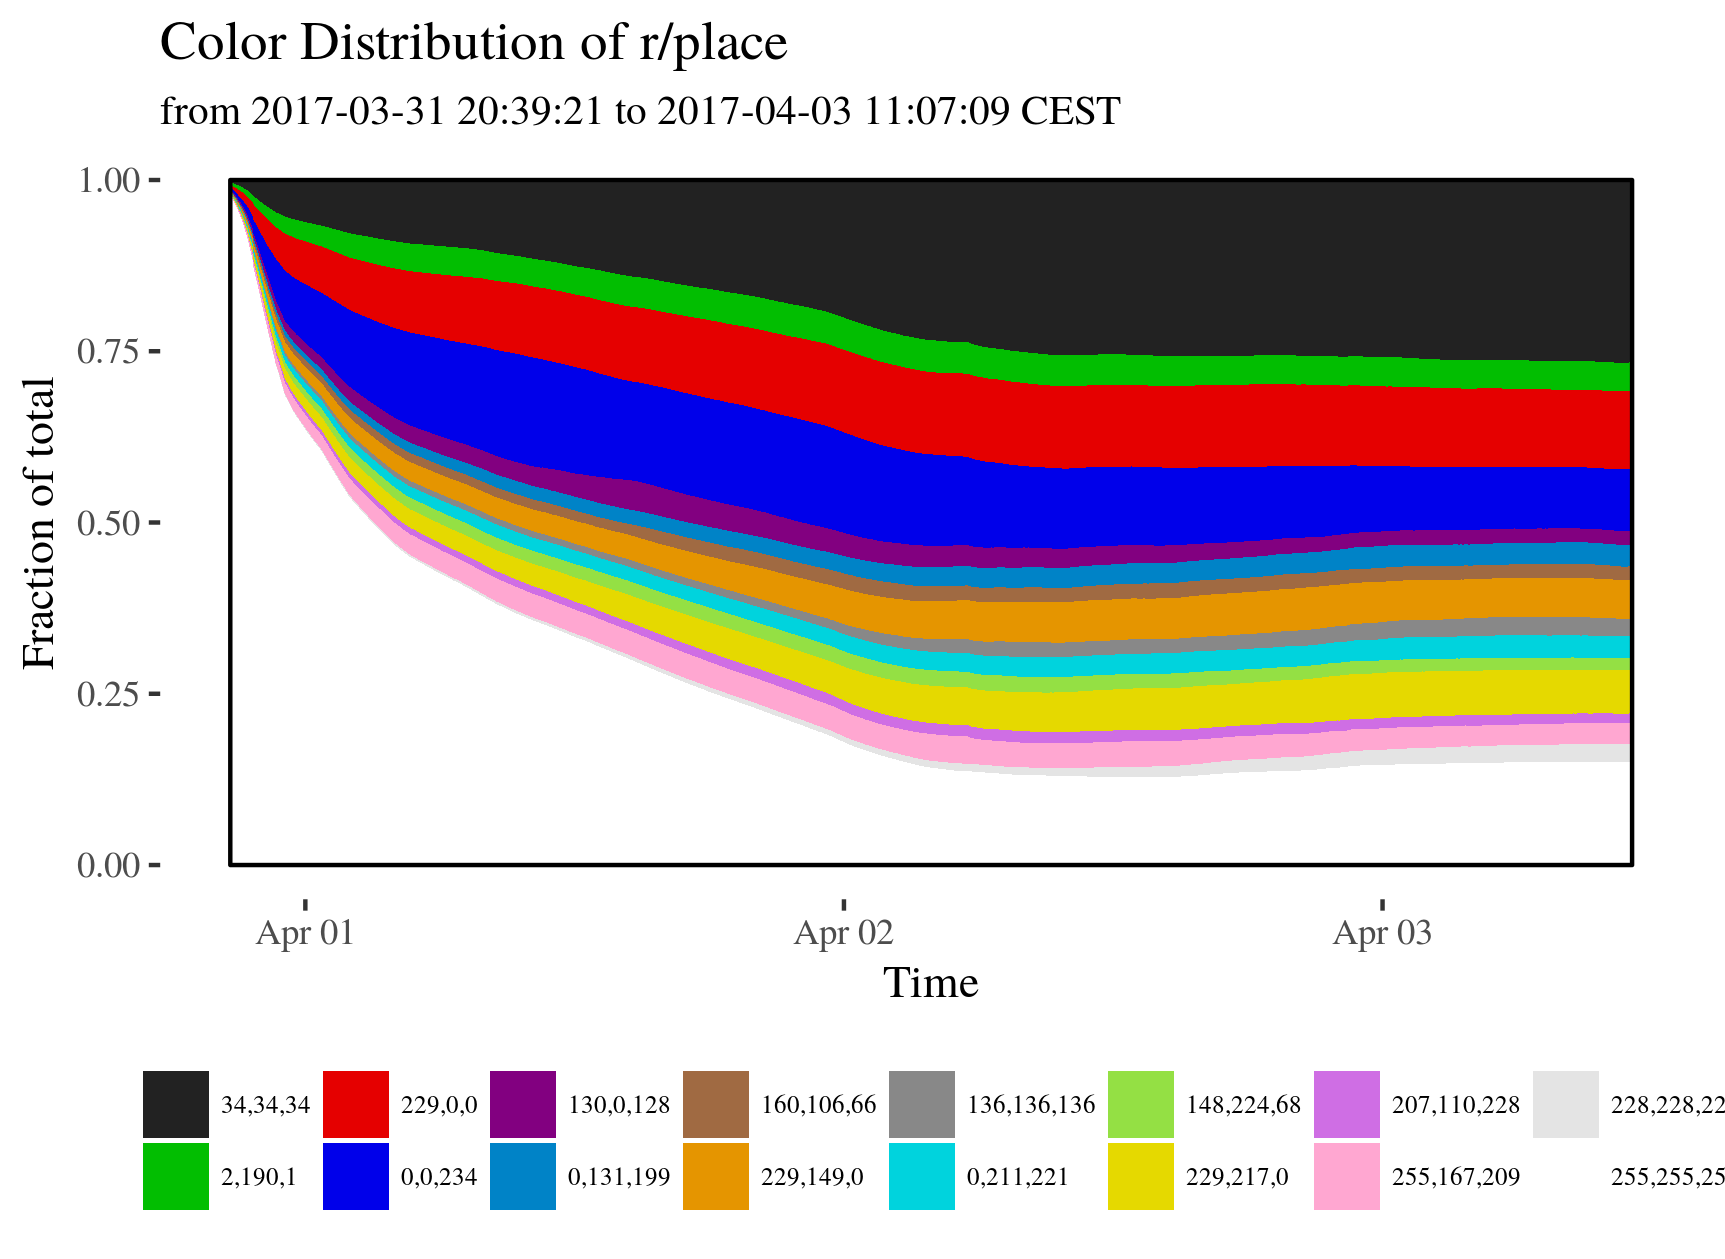 Color Distribution of r/place
from 2017-03-31 20:39:21 to 2017-04-03 11:07:09 CEST
1.00
0.75
0.50
0.25
0.00
Fraction of total
Apr 01 Apr 02 Apr 03
Time
34,34,34 229,0,0 130,0,128 160,106,66 136,136,136 148,224,68 207,110,228 228,228,22
2,190,1 0,0,234 0,131,199 229,149,0 0,211,221 229,217,0 255,167,209 255,255,25